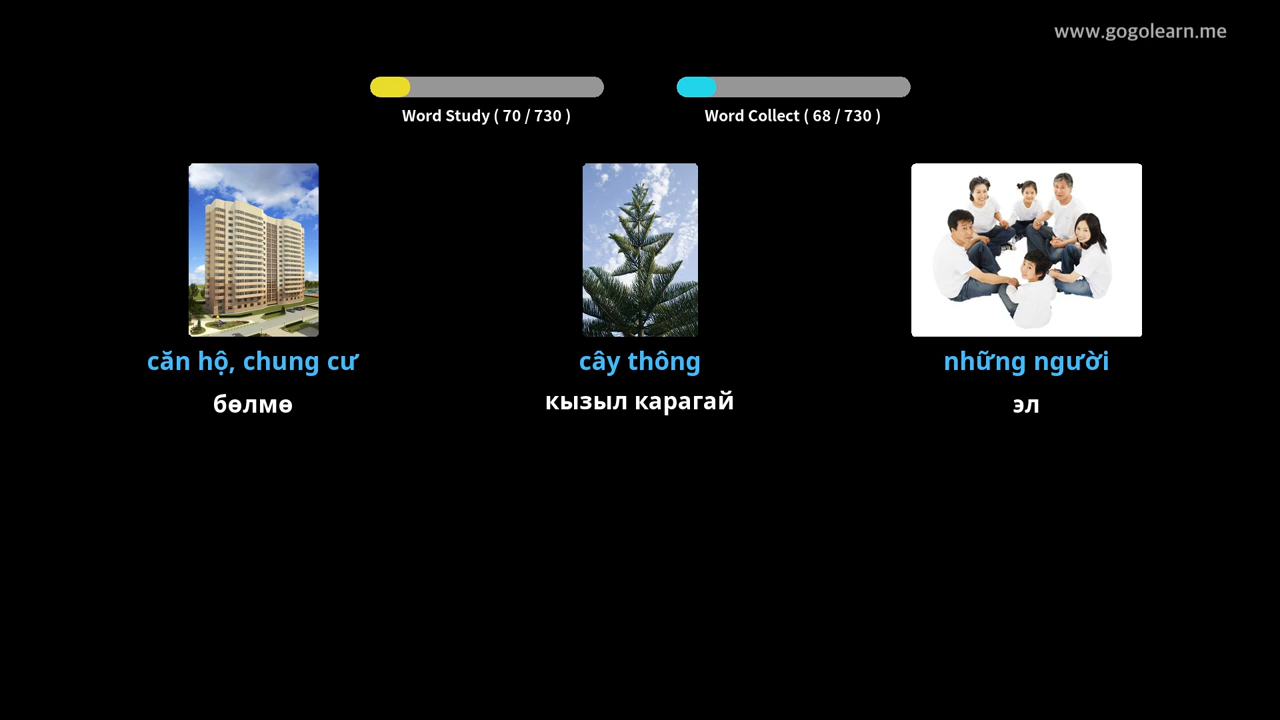 www.gogolearn.me
Word Study ( 70 / 730 )
Word Collect ( 68 / 730 )
căn hộ, chung cư
бөлмө
cây thông
кызыл карагай
những người
эл